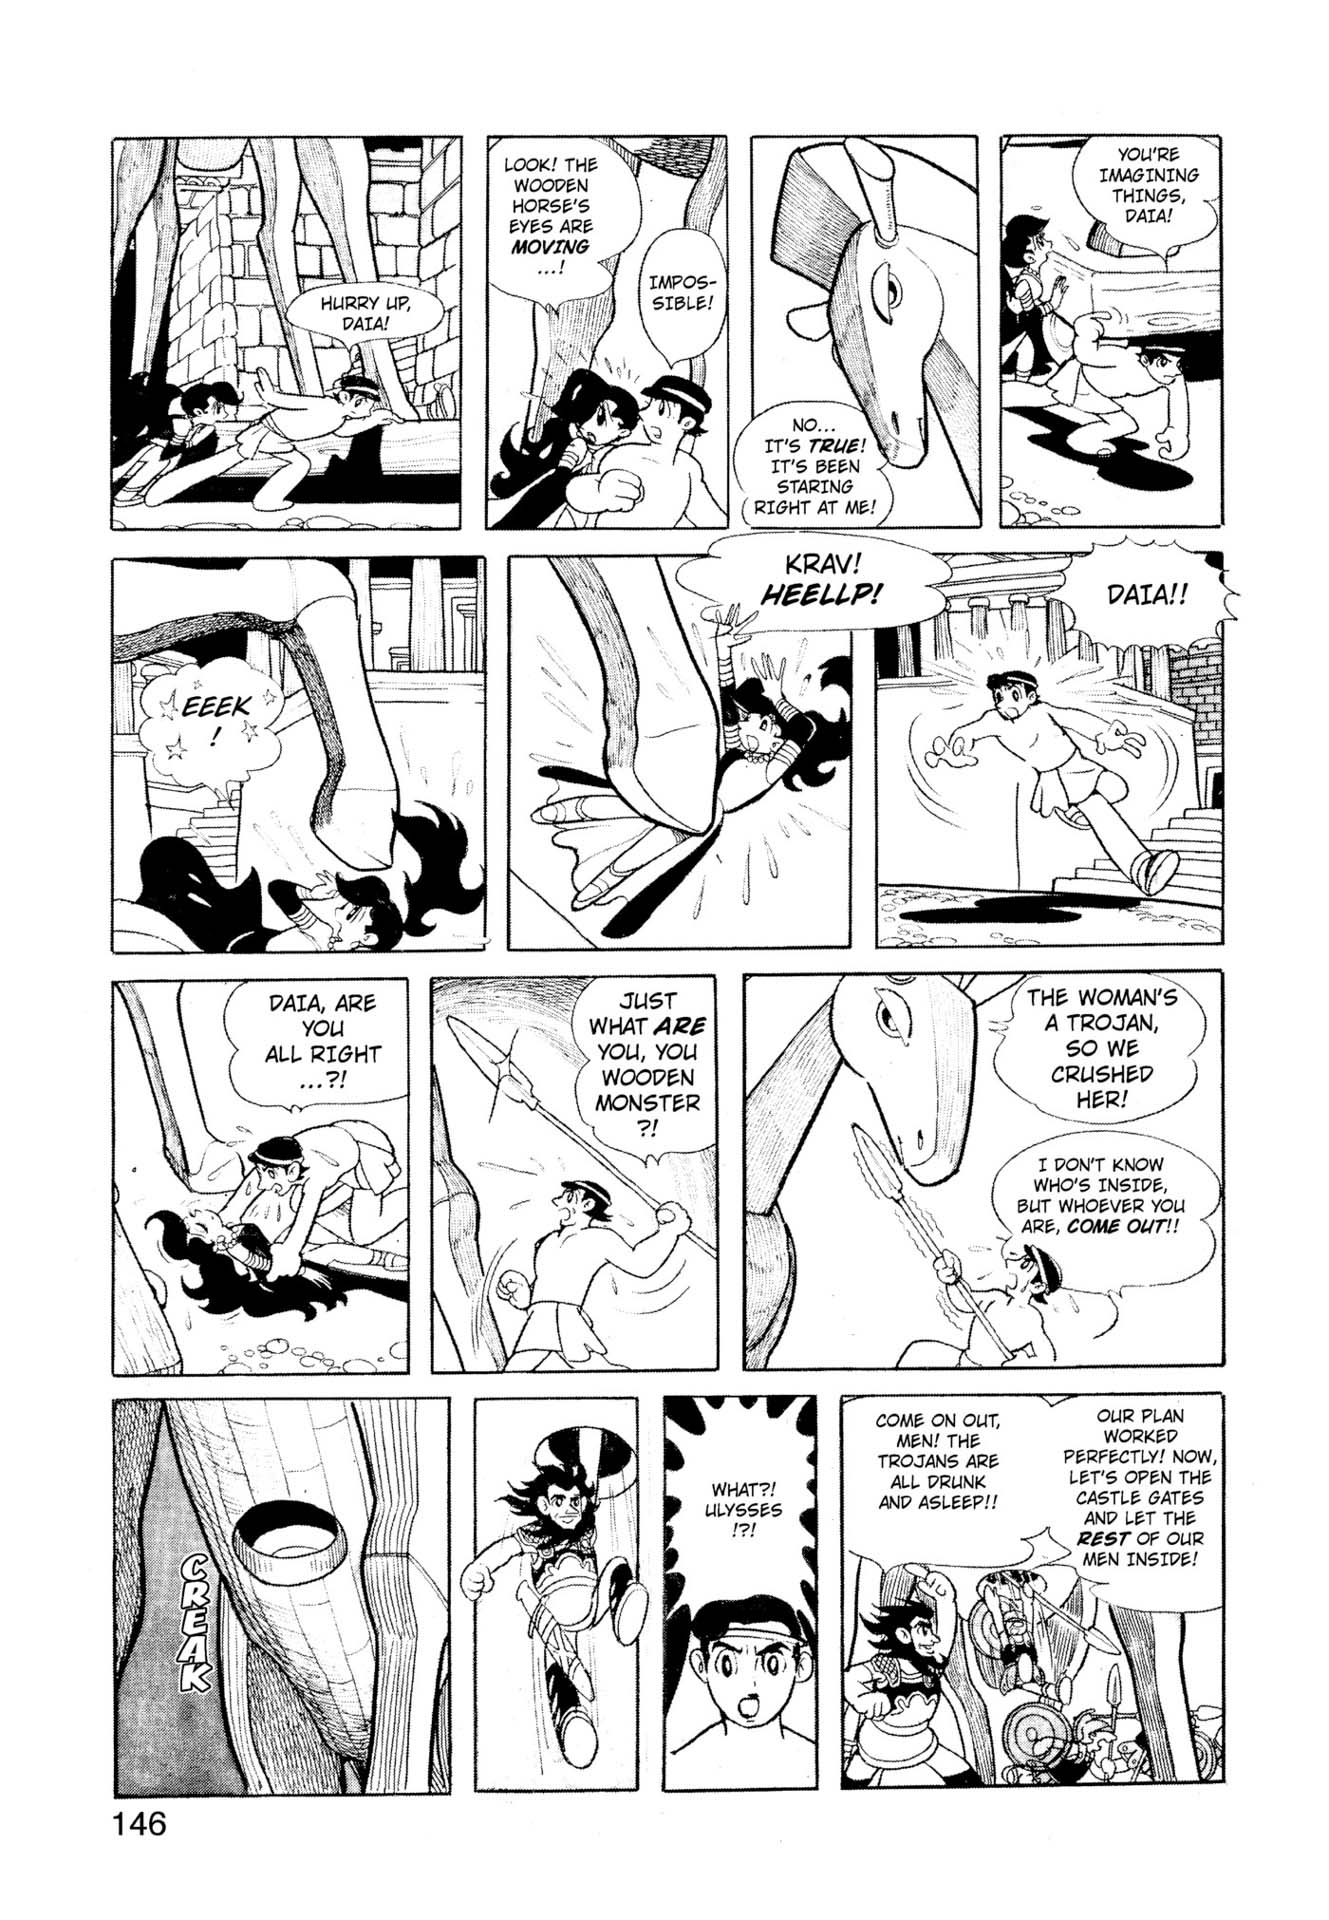 HURRY UP,
DAIA!
LOOK! THE
WOODEN
HORSE'S
EYES ARE
MOVING
...!
IMPOS-
SIBLE!
NO...
IT'S TRUE!
IT'S BEEN
STARING
RIGHT AT ME!
YOU'RE
IMAGINING
THINGS,
DAIA!
EEEK
!
KRAV!
HEELLP!
DAIA!!
DAIA, ARE
YOU
ALL RIGHT
...?!
JUST
WHAT ARE
YOU, YOU
WOODEN
MONSTER
?!
THE WOMAN'S
A TROJAN,
SO WE
CRUSHED
HER!
I DON'T KNOW
WHO'S INSIDE,
BUT WHOEVER YOU
ARE, COME OUT!!
CREAK
WHAT?!
ULYSSES
!?!
COME ON OUT,
MEN! THE
TROJANS ARE
ALL DRUNK
AND ASLEEP!!
OUR PLAN
WORKED
PERFECTLY! NOW,
LET'S OPEN THE
CASTLE GATES
AND LET THE
REST OF OUR
MEN INSIDE!
146